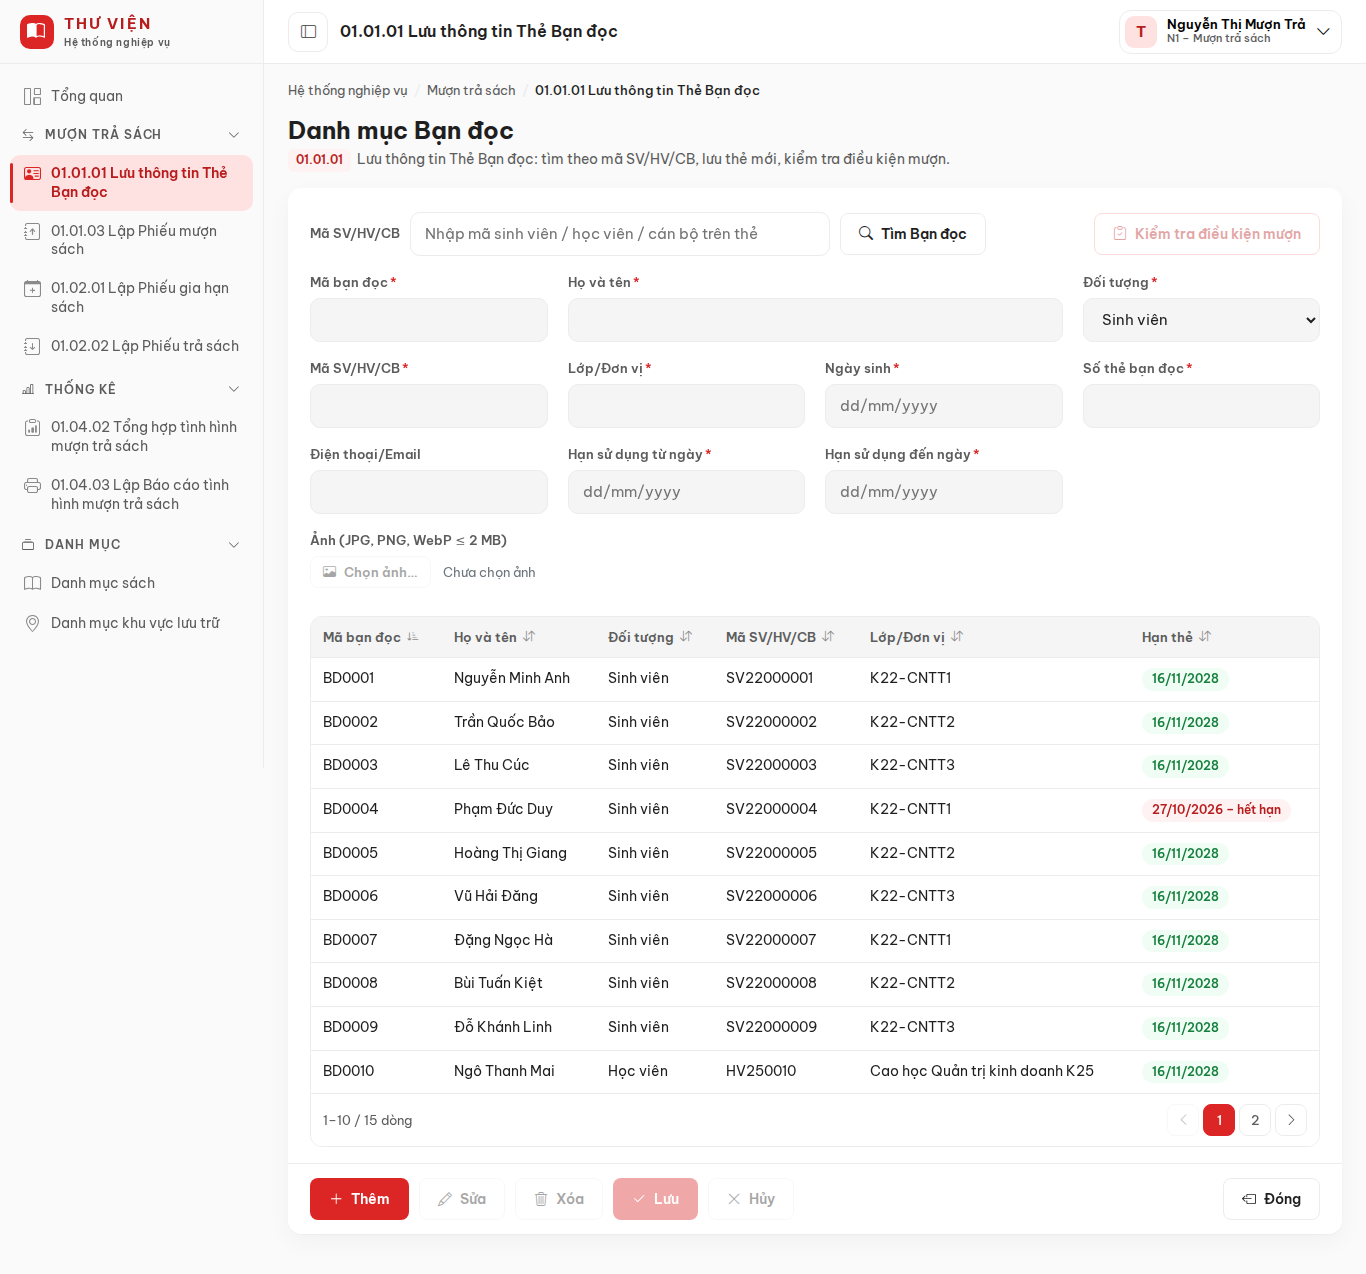 THƯ VIỆN
Hệ thống nghiệp vụ
01.01.01 Lưu thông tin Thẻ Bạn đọc
T
Nguyễn Thị Mượn Trả
N1 – Mượn trả sách
Tổng quan
MƯỢN TRẢ SÁCH
01.01.01 Lưu thông tin Thẻ
Bạn đọc
01.01.03 Lập Phiếu mượn
sách
01.02.01 Lập Phiếu gia hạn
sách
01.02.02 Lập Phiếu trả sách
THỐNG KÊ
01.04.02 Tổng hợp tình hình
mượn trả sách
01.04.03 Lập Báo cáo tình
hình mượn trả sách
DANH MỤC
Danh mục sách
Danh mục khu vực lưu trữ
Hệ thống nghiệp vụ / Mượn trả sách / 01.01.01 Lưu thông tin Thẻ Bạn đọc
Danh mục Bạn đọc
01.01.01 Lưu thông tin Thẻ Bạn đọc: tìm theo mã SV/HV/CB, lưu thẻ mới, kiểm tra điều kiện mượn.
Mã SV/HV/CB Nhập mã sinh viên / học viên / cán bộ trên thẻ Tìm Bạn đọc Kiểm tra điều kiện mượn
Mã bạn đọc * Họ và tên * Đối tượng *
Sinh viên
Mã SV/HV/CB * Lớp/Đơn vị * Ngày sinh * Số thẻ bạn đọc *
dd/mm/yyyy
Điện thoại/Email Hạn sử dụng từ ngày * Hạn sử dụng đến ngày *
dd/mm/yyyy dd/mm/yyyy
Ảnh (JPG, PNG, WebP ≤ 2 MB)
Chọn ảnh... Chưa chọn ảnh
Mã bạn đọc Họ và tên Đối tượng Mã SV/HV/CB Lớp/Đơn vị Hạn thẻ
BD0001 Nguyễn Minh Anh Sinh viên SV22000001 K22-CNTT1 16/11/2028
BD0002 Trần Quốc Bảo Sinh viên SV22000002 K22-CNTT2 16/11/2028
BD0003 Lê Thu Cúc Sinh viên SV22000003 K22-CNTT3 16/11/2028
BD0004 Phạm Đức Duy Sinh viên SV22000004 K22-CNTT1 27/10/2026 – hết hạn
BD0005 Hoàng Thị Giang Sinh viên SV22000005 K22-CNTT2 16/11/2028
BD0006 Vũ Hải Đăng Sinh viên SV22000006 K22-CNTT3 16/11/2028
BD0007 Đặng Ngọc Hà Sinh viên SV22000007 K22-CNTT1 16/11/2028
BD0008 Bùi Tuấn Kiệt Sinh viên SV22000008 K22-CNTT2 16/11/2028
BD0009 Đỗ Khánh Linh Sinh viên SV22000009 K22-CNTT3 16/11/2028
BD0010 Ngô Thanh Mai Học viên HV250010 Cao học Quản trị kinh doanh K25 16/11/2028
1–10 / 15 dòng 1 2
Thêm Sửa Xóa Lưu Hủy Đóng